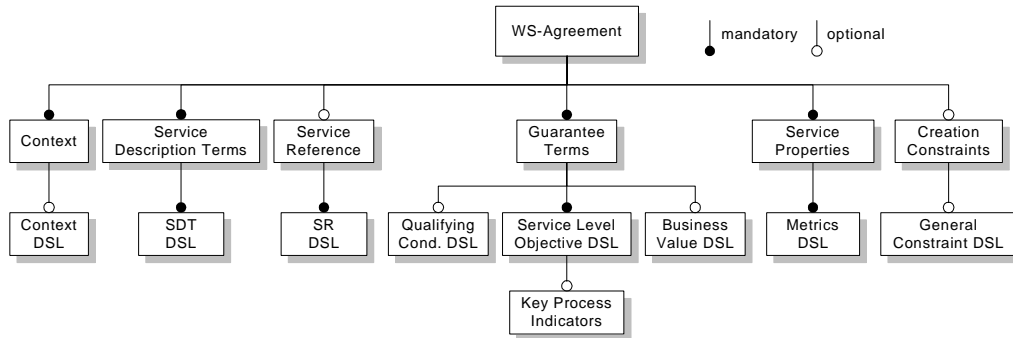 WS-Agreement
mandatory
optional
Context
Service
Description Terms
Service
Reference
Guarantee
Terms
Service
Properties
Creation
Constraints
Context
DSL
SDT
DSL
SR
DSL
Qualifying
Cond. DSL
Service Level
Objective DSL
Business
Value DSL
Metrics
DSL
General
Constraint DSL
Key Process
Indicators